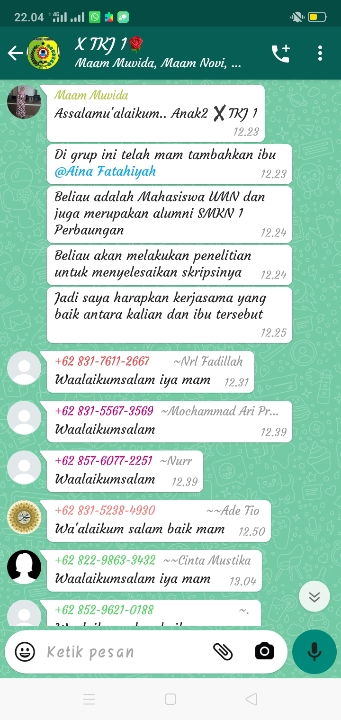 22.04
X TKJ 1🌹
Maam Muvida, Maam Novi, ...
Maam Muvida
Assalamu'alaikum.. Anak2 ❌ TKJ 1
12.23
Di grup ini telah mam tambahkan ibu
@Aina Fatahiyah 12.23
Beliau adalah Mahasiswa UMN dan
juga merupakan alumni SMKN 1
Perbaungan 12.24
Beliau akan melakukan penelitian
untuk menyelesaikan skripsinya 12.24
Jadi saya harapkan kerjasama yang
baik antara kalian dan ibu tersebut
12.25
+62 831-7611-2667 ~Nrl Fadillah
Waalaikumsalam iya mam 12.31
+62 831-5567-3569 ~Mochammad Ari Pr...
Waalaikumsalam 12.39
+62 857-6077-2251 ~Nurr
Waalaikumsalam 12.39
+62 831-5238-4930 ~~Ade Tio
Wa'alaikum salam baik mam 12.50
+62 822-9863-3432 ~~Cinta Mustika
Waalaikumsalam iya mam 13.04
+62 852-9621-0188 ~.
Ketik pesan